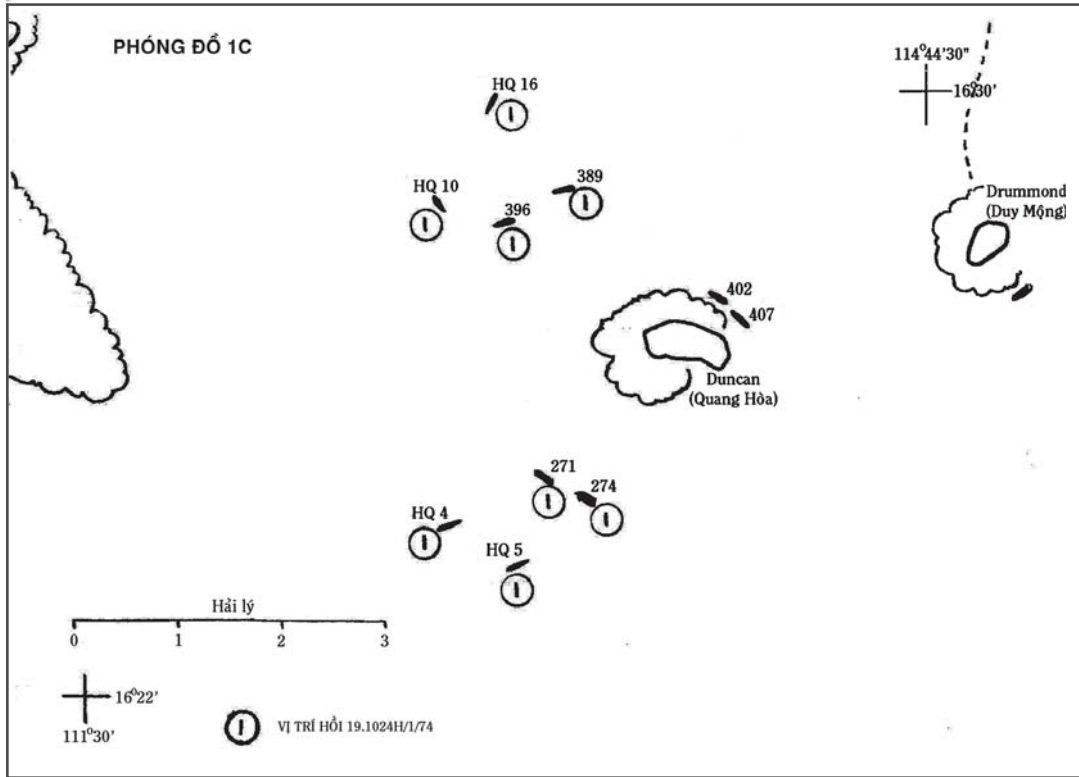 PHÓNG ĐỒ 1C
114°44'30"
16°30'
HQ 16
I
389
I
Drummond
(Duy Mộng)
HQ 10
I
396
I
402
407
Duncan
(Quang Hòa)
271
I
274
I
HQ 4
I
HQ 5
I
Hải lý
0 1 2 3
16°22'
111°30'
I VỊ TRÍ HỒI 19.1024H/1/74